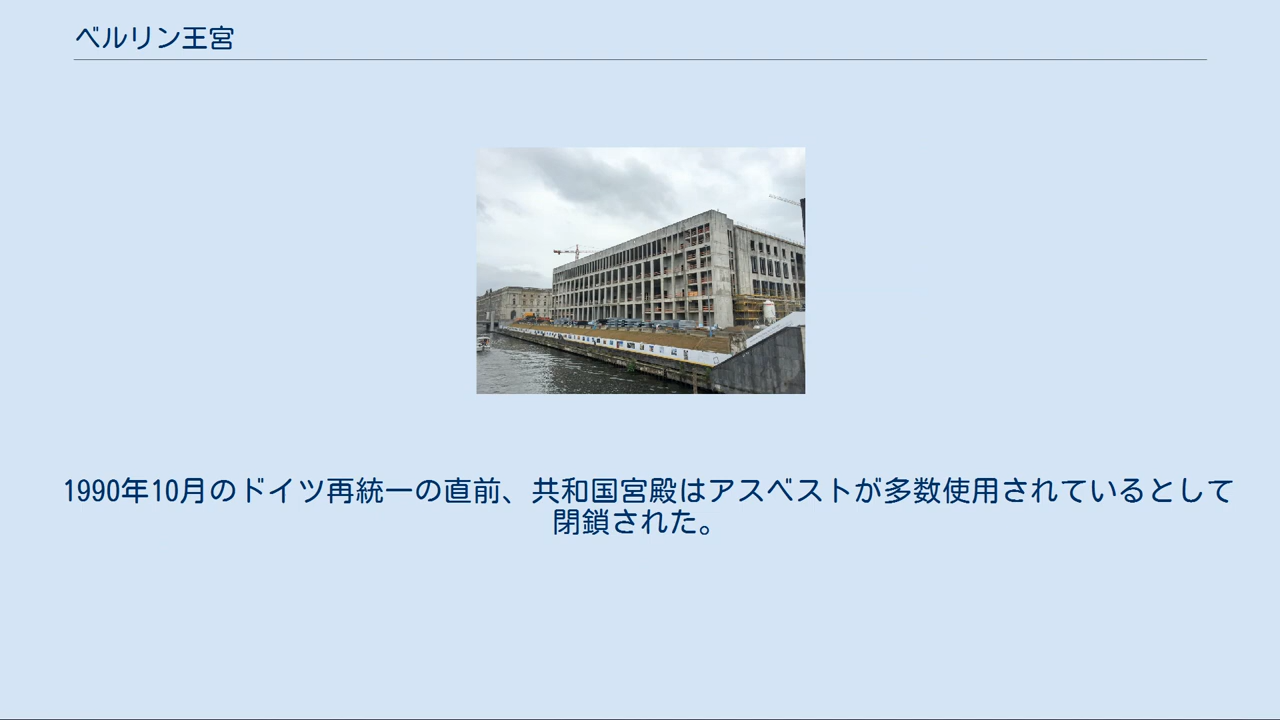 ベルリン王宮
1990年10月のドイツ再統一の直前、共和国宮殿はアスベストが多数使用されているとして
閉鎖された。